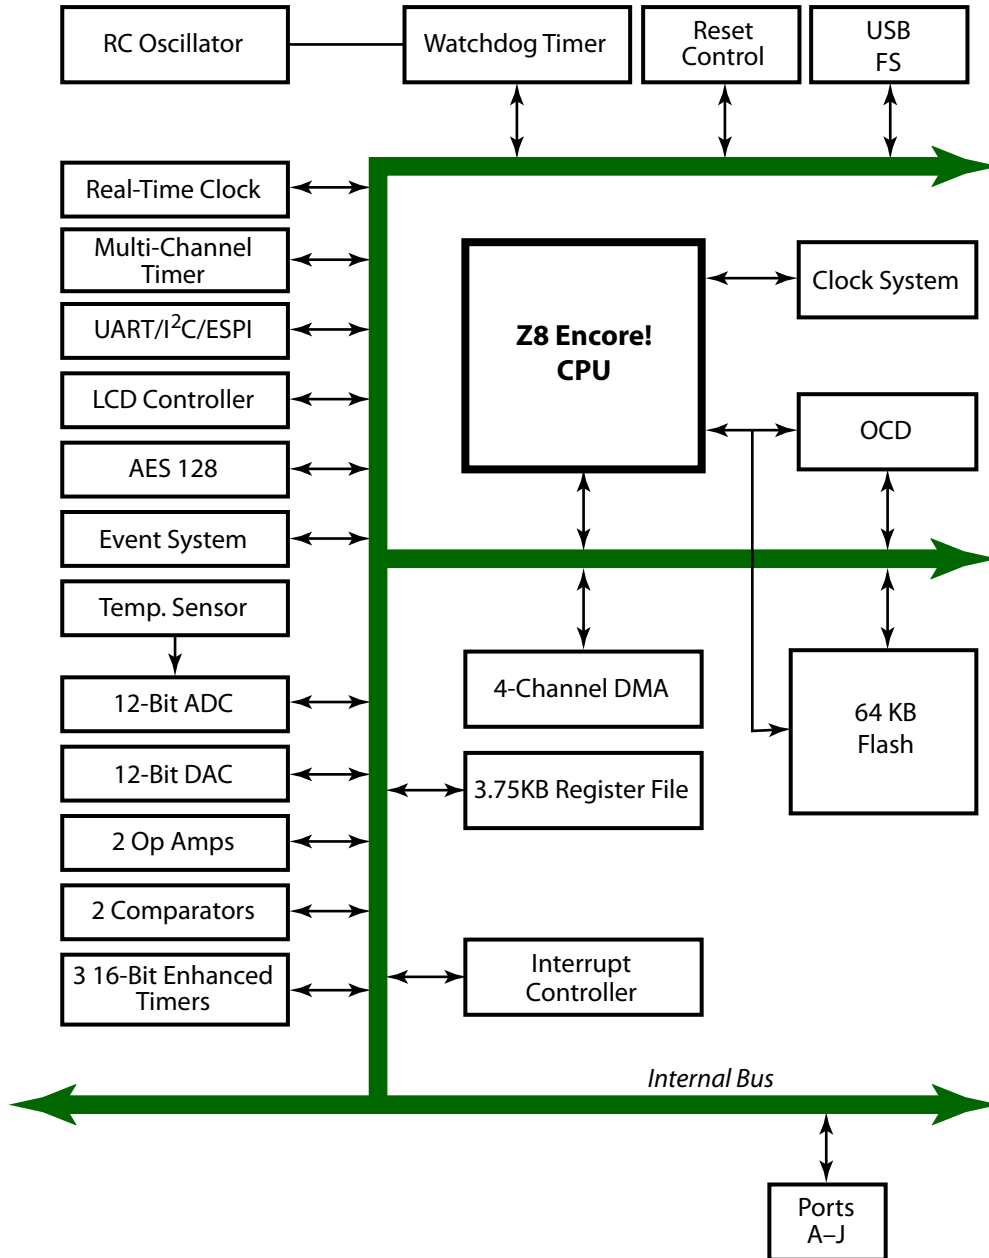 RC Oscillator
Watchdog Timer
Reset
Control
USB
FS
Real-Time Clock
Multi-Channel
Timer
UART/I²C/ESPI
LCD Controller
AES 128
Event System
Temp. Sensor
12-Bit ADC
12-Bit DAC
2 Op Amps
2 Comparators
3 16-Bit Enhanced
Timers
Z8 Encore!
CPU
Clock System
OCD
4-Channel DMA
64 KB
Flash
3.75KB Register File
Interrupt
Controller
Internal Bus
Ports
A–J